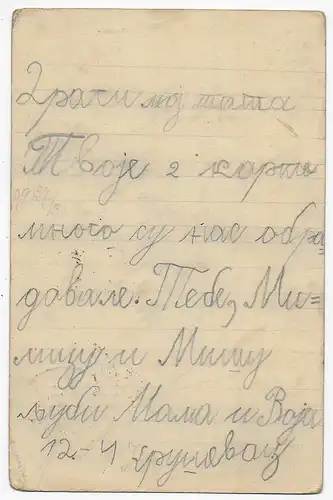 Драги мој тата
Твоје 2 карте
много су нас обра
довале. Тебе, Ми=
мицу и Мишу
љуби Мама и Воја
12.-4 Крушевац